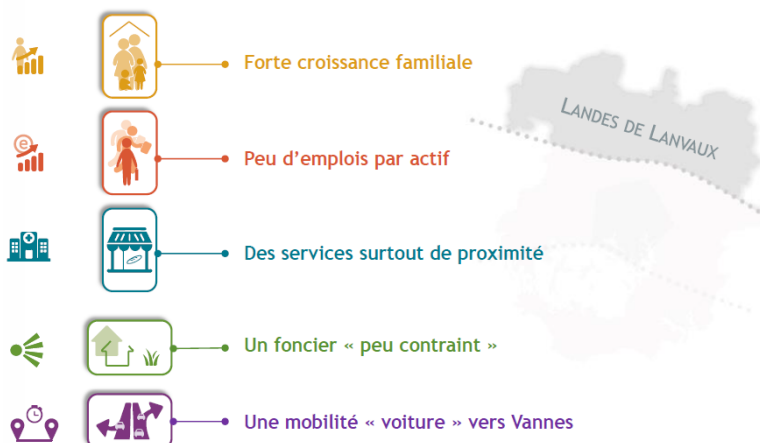 Forte croissance familiale
LANDES DE LANVAUX
e
Peu d'emplois par actif
Des services surtout de proximité
Un foncier « peu contraint »
Une mobilité « voiture » vers Vannes